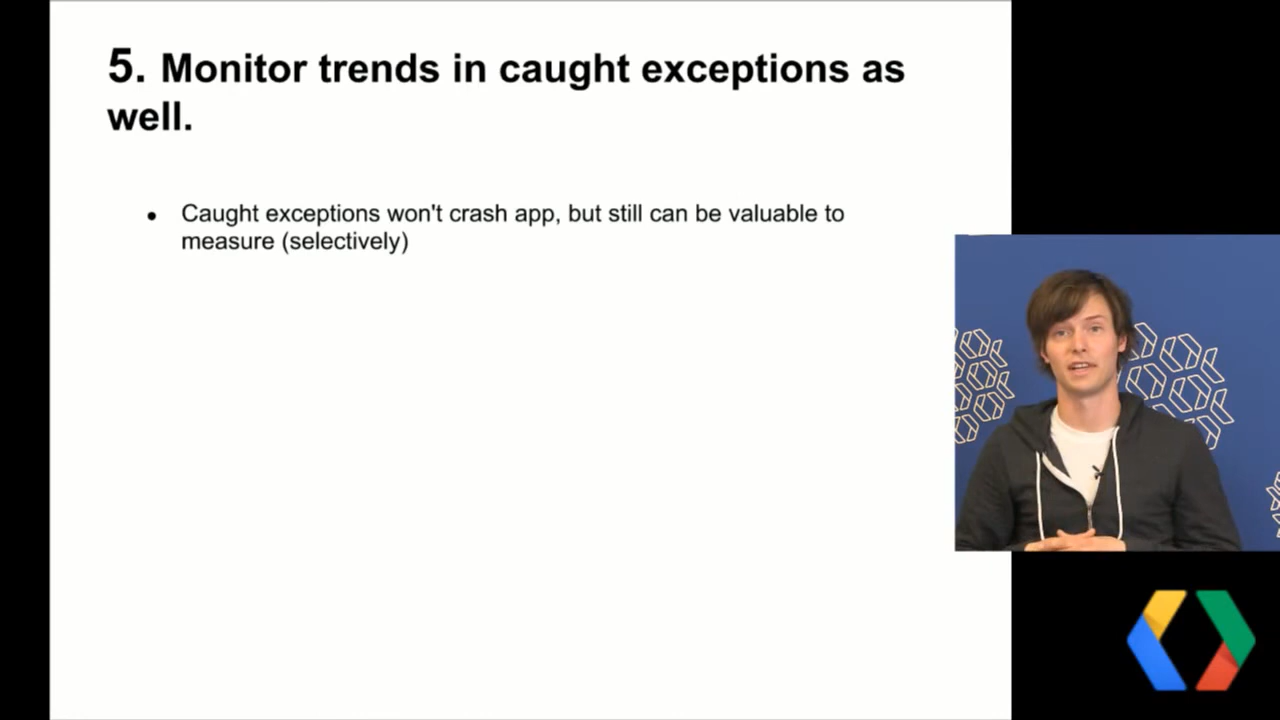 5. Monitor trends in caught exceptions as
well.
• Caught exceptions won't crash app, but still can be valuable to
measure (selectively)